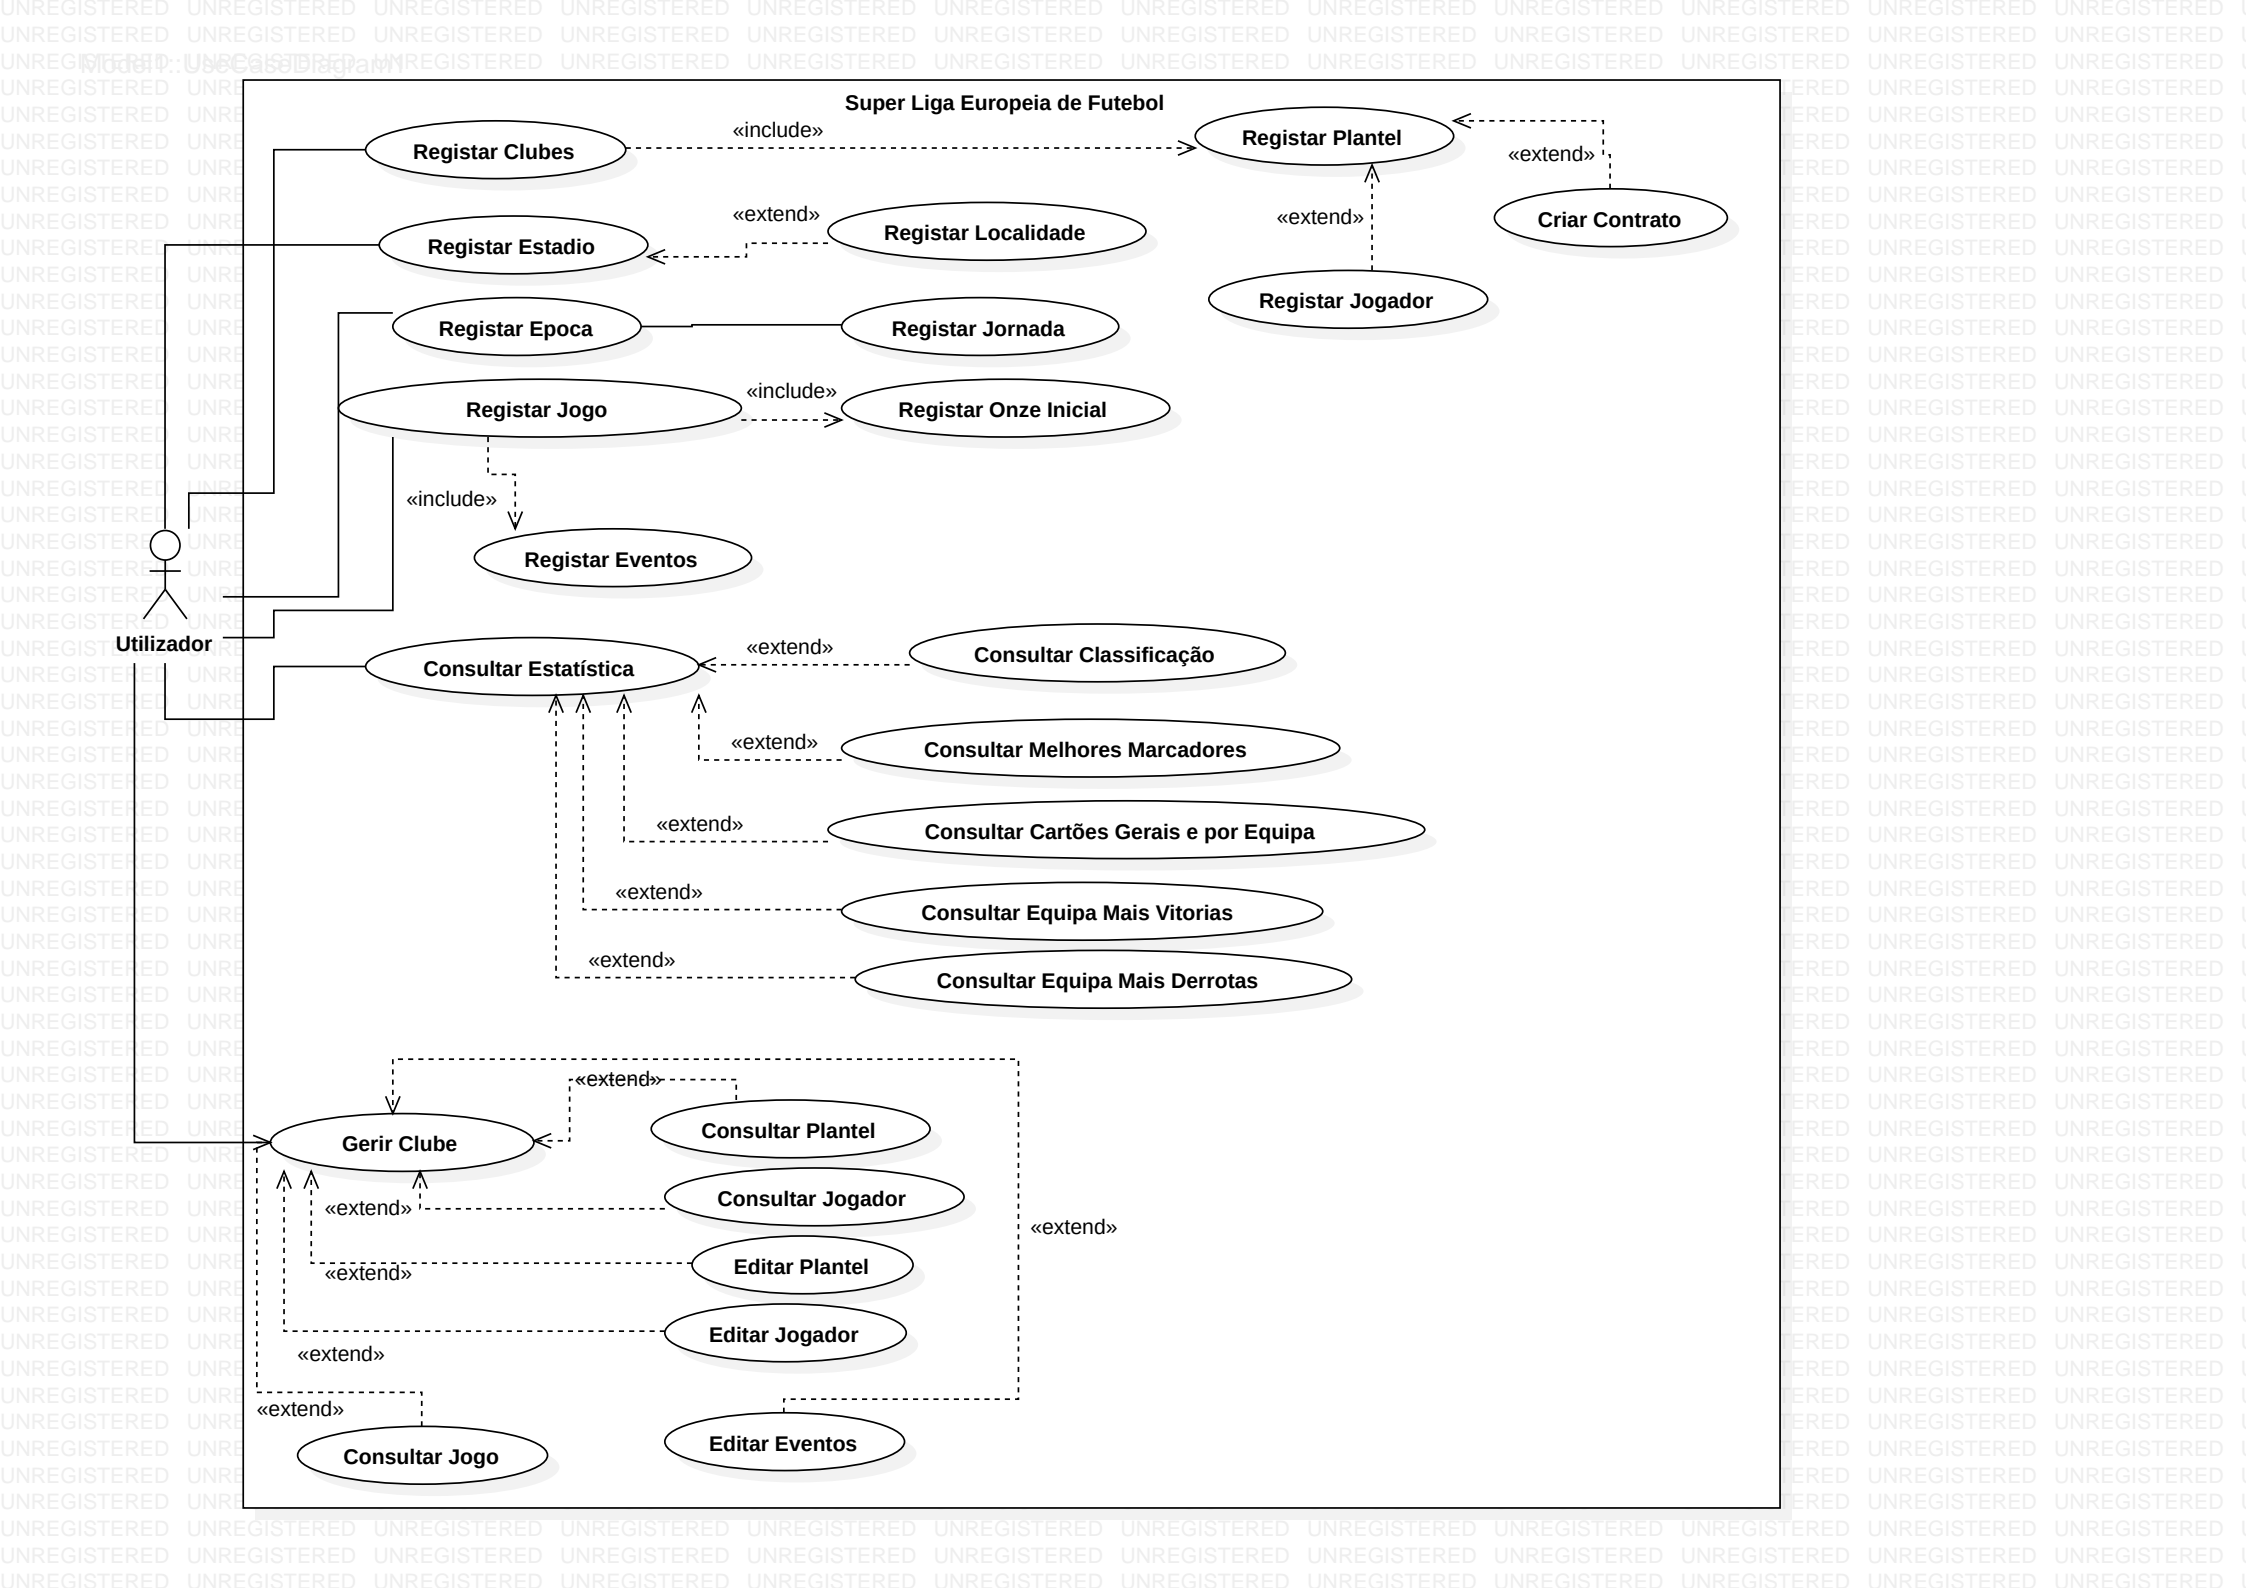 Model1::UseCaseDiagram1
Super Liga Europeia de Futebol
«include»
Registar Clubes
Registar Plantel
«extend»
Criar Contrato
«extend»
Registar Estadio
Registar Localidade
«extend»
Registar Jogador
Registar Epoca
Registar Jornada
Registar Jogo
«include»
Registar Onze Inicial
«include»
Registar Eventos
Utilizador
Consultar Estatística
«extend»
Consultar Classificação
«extend»
Consultar Melhores Marcadores
«extend»
Consultar Cartões Gerais e por Equipa
«extend»
Consultar Equipa Mais Vitorias
«extend»
Consultar Equipa Mais Derrotas
«extend»
Gerir Clube
Consultar Plantel
«extend»
Consultar Jogador
«extend»
«extend»
Editar Plantel
Editar Jogador
«extend»
«extend»
Consultar Jogo
Editar Eventos
UNREGISTERED